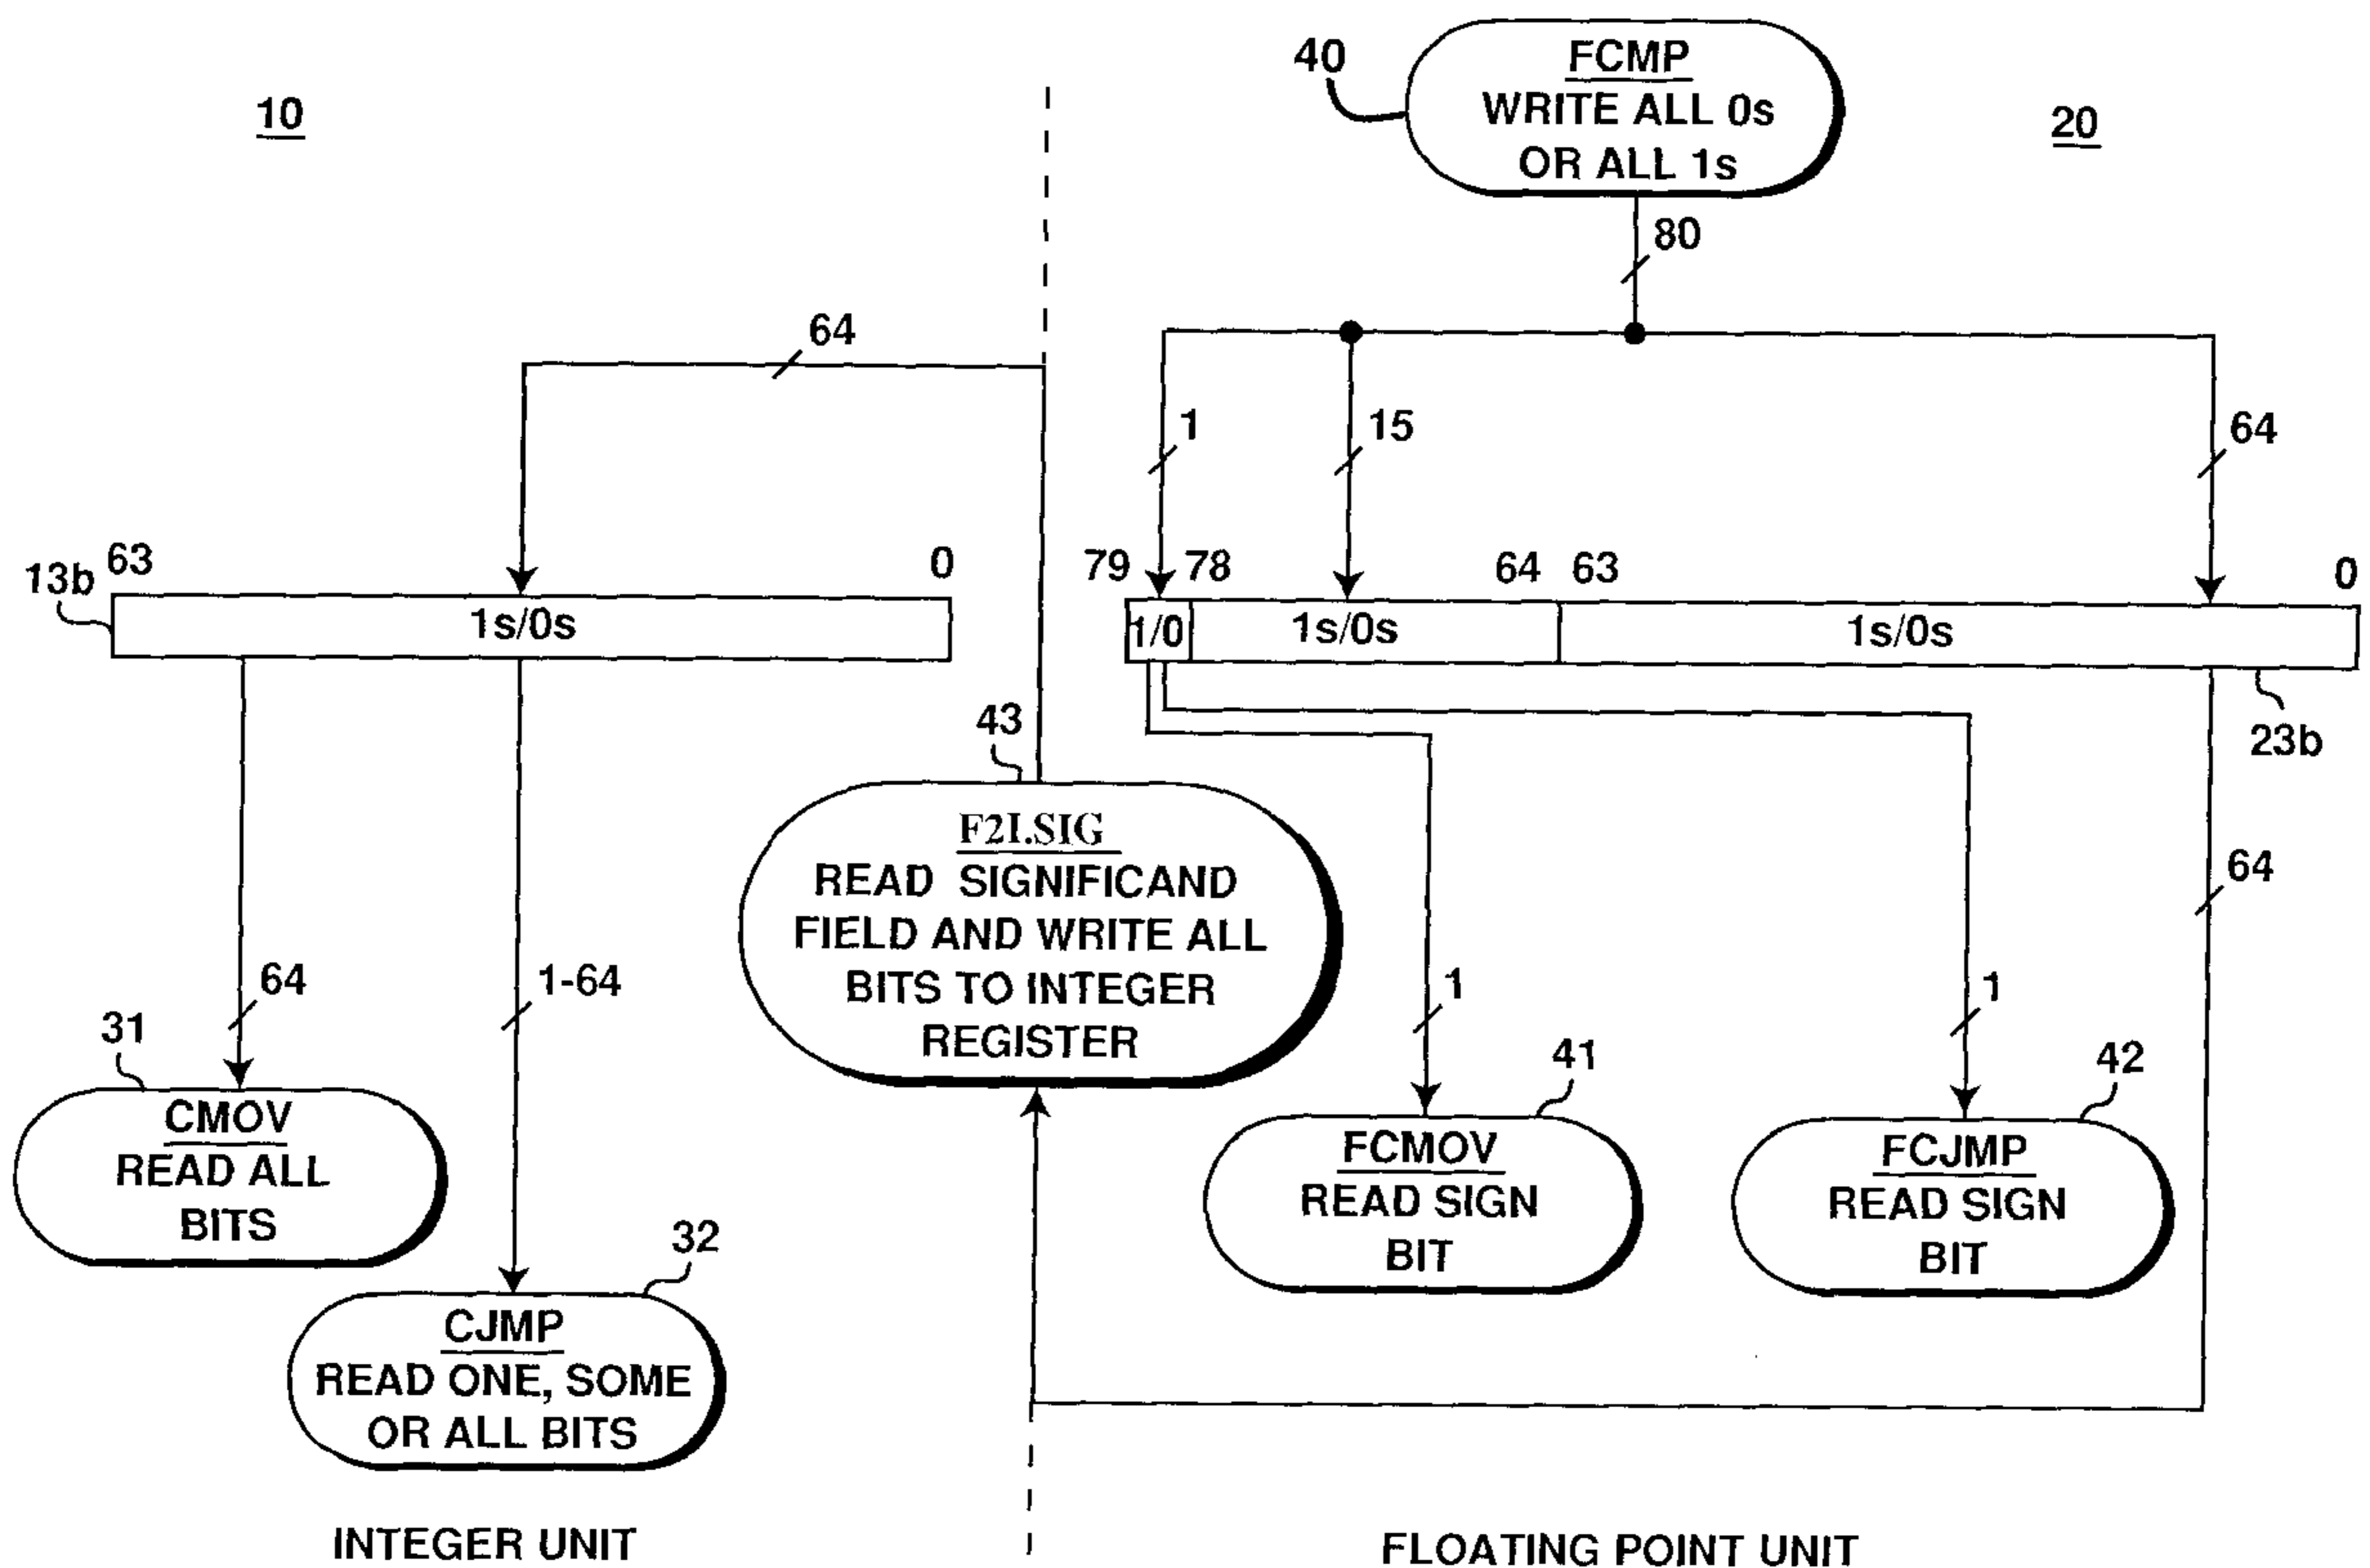 10
40
FCMP
WRITE ALL 0s
OR ALL 1s
20
80
64
1
15
64
13b
63
0
79
78
64
63
0
1s/0s
1/0
1s/0s
1s/0s
23b
43
F2I.SIG
READ SIGNIFICAND
FIELD AND WRITE ALL
BITS TO INTEGER
REGISTER
64
64
1-64
1
1
31
CMOV
READ ALL
BITS
32
CJMP
READ ONE, SOME
OR ALL BITS
41
FCMOV
READ SIGN
BIT
42
FCJMP
READ SIGN
BIT
INTEGER UNIT
FLOATING POINT UNIT